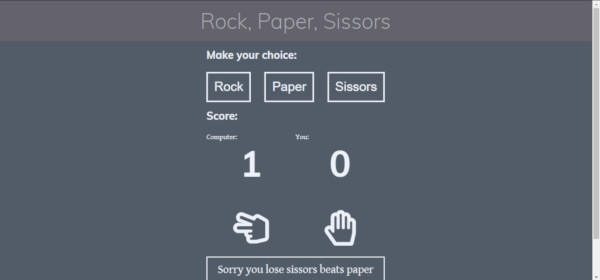 Rock, Paper, Sissors
Make your choice:
Rock Paper Sissors
Score:
Computer: You:
1 0
Sorry you lose sissors beats paper